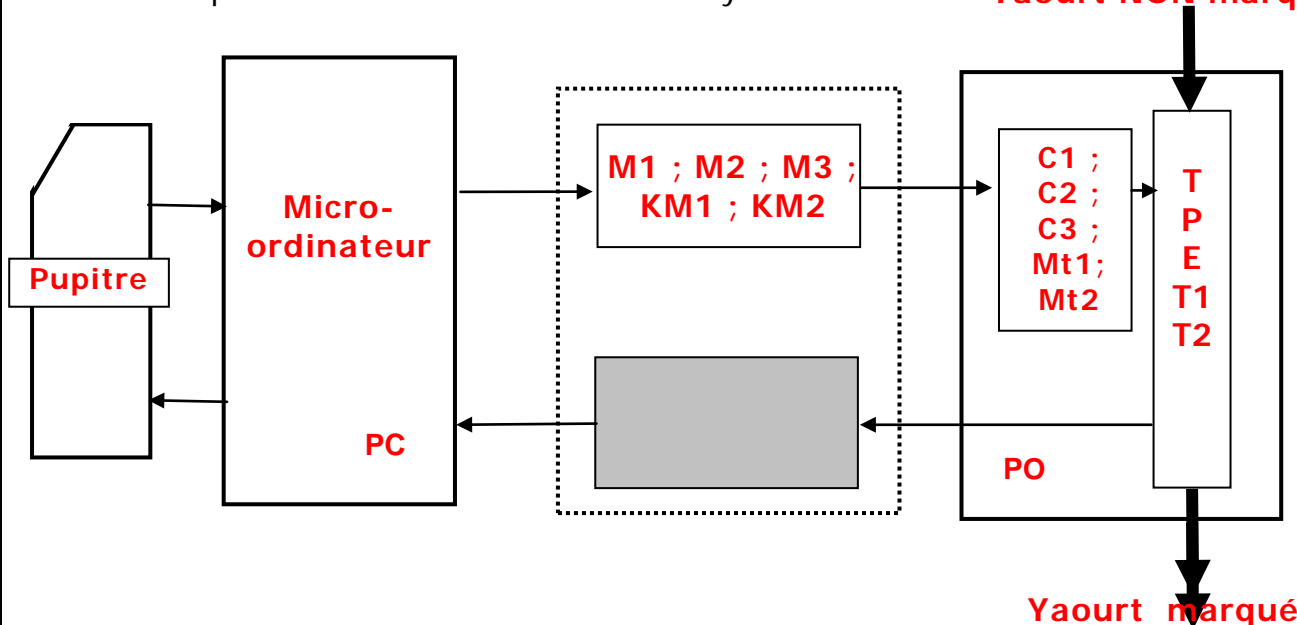 Yaourt NON
Pupitre
Micro-
ordinateur
PC
M1 ; M2 ; M3 ;
KM1 ; KM2
C1 ;
C2 ;
C3 ;
Mt1;
Mt2
T
P
E
T1
T2
PO
Yaourt marqué